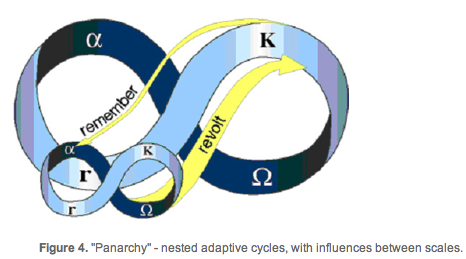 α
K
remember
revolt
α
K
r
r
Ω
Ω
Figure 4. "Panarchy" - nested adaptive cycles, with influences between scales.